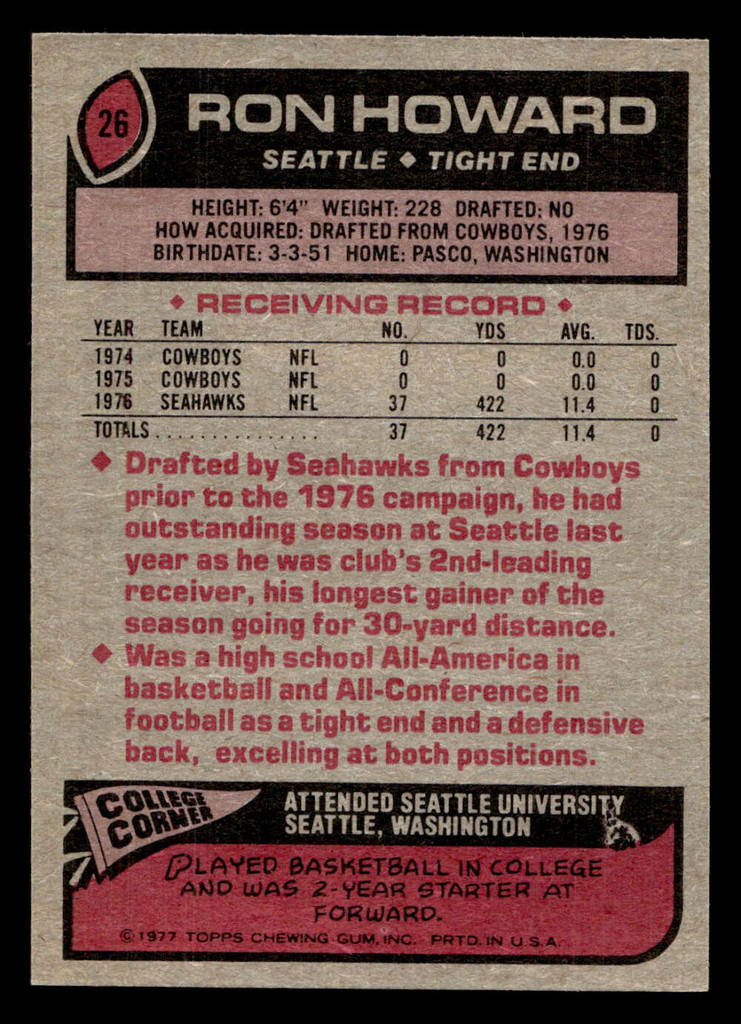 26
RON HOWARD
SEATTLE ♦ TIGHT END
HEIGHT: 6'4" WEIGHT: 228 DRAFTED: NO
HOW ACQUIRED: DRAFTED FROM COWBOYS, 1976
BIRTHDATE: 3-3-51 HOME: PASCO, WASHINGTON
♦ RECEIVING RECORD ♦
YEAR TEAM NO. YDS AVG. TDS.
1974 COWBOYS NFL 0 0 0.0 0
1975 COWBOYS NFL 0 0 0.0 0
1976 SEAHAWKS NFL 37 422 11.4 0
TOTALS............... 37 422 11.4 0
♦ Drafted by Seahawks from Cowboys
prior to the 1976 campaign, he had
outstanding season at Seattle last
year as he was club's 2nd-leading
receiver, his longest gainer of the
season going for 30-yard distance.
♦ Was a high school All-America in
basketball and All-Conference in
football as a tight end and a defensive
back, excelling at both positions.
COLLEGE
CORNER
ATTENDED SEATTLE UNIVERSITY
SEATTLE, WASHINGTON
PLAYED BASKETBALL IN COLLEGE
AND WAS 2-YEAR STARTER AT
FORWARD.
©1977 TOPPS CHEWING GUM, INC. PRTD. IN U.S.A.